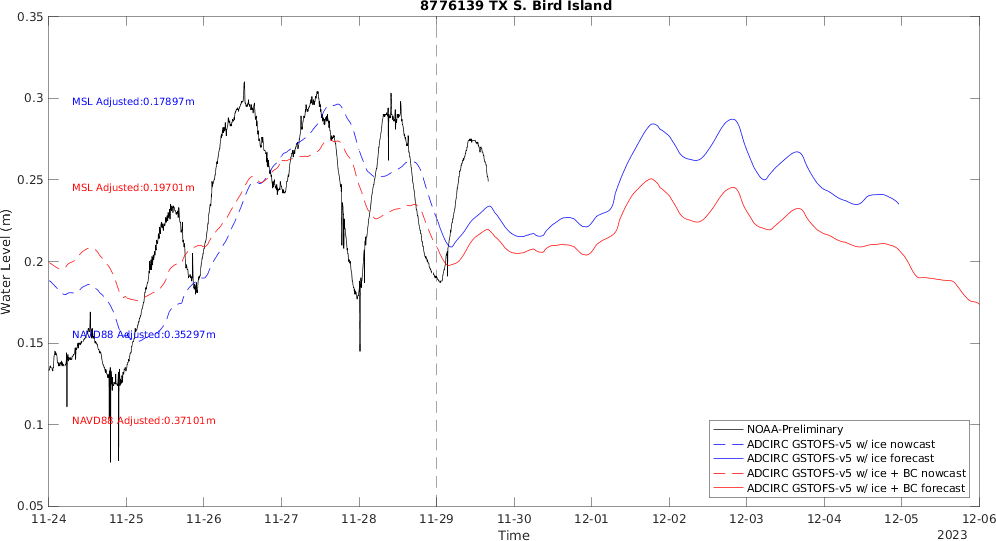 8776139 TX S. Bird Island
0.35
0.3
0.25
0.2
0.15
0.1
0.05
Water Level (m)
MSL Adjusted:0.17897m
MSL Adjusted:0.19701m
NAVD88 Adjusted:0.35297m
NAVD88 Adjusted:0.37101m
NOAA-Preliminary
ADCIRC GSTOFS-v5 w/ ice nowcast
ADCIRC GSTOFS-v5 w/ ice forecast
ADCIRC GSTOFS-v5 w/ ice + BC nowcast
ADCIRC GSTOFS-v5 w/ ice + BC forecast
11-24 11-25 11-26 11-27 11-28 11-29 11-30 12-01 12-02 12-03 12-04 12-05 12-06
Time
2023